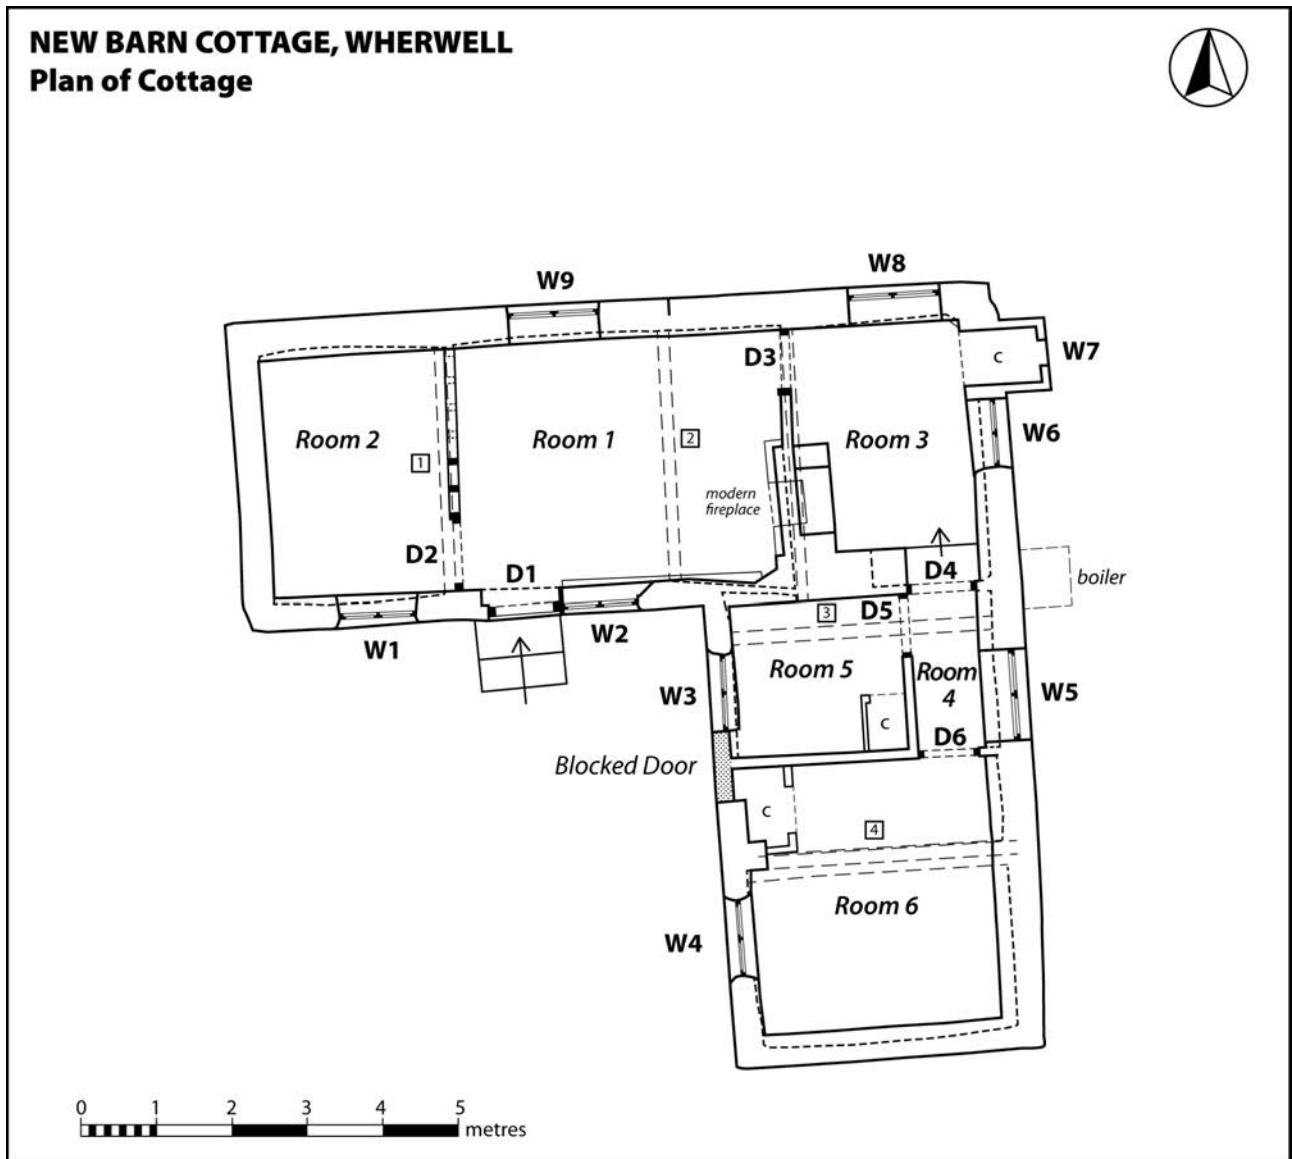 NEW BARN COTTAGE, WHERWELL
Plan of Cottage
W9
W8
D3
W7
C
Room 2
Room 1
2
Room 3
W6
1
modern
fireplace
D2
D1
D4
boiler
W1
W2
3
D5
Room 5
Room
4
W3
W5
C
D6
Blocked Door
C
4
Room 6
W4
0 1 2 3 4 5
metres